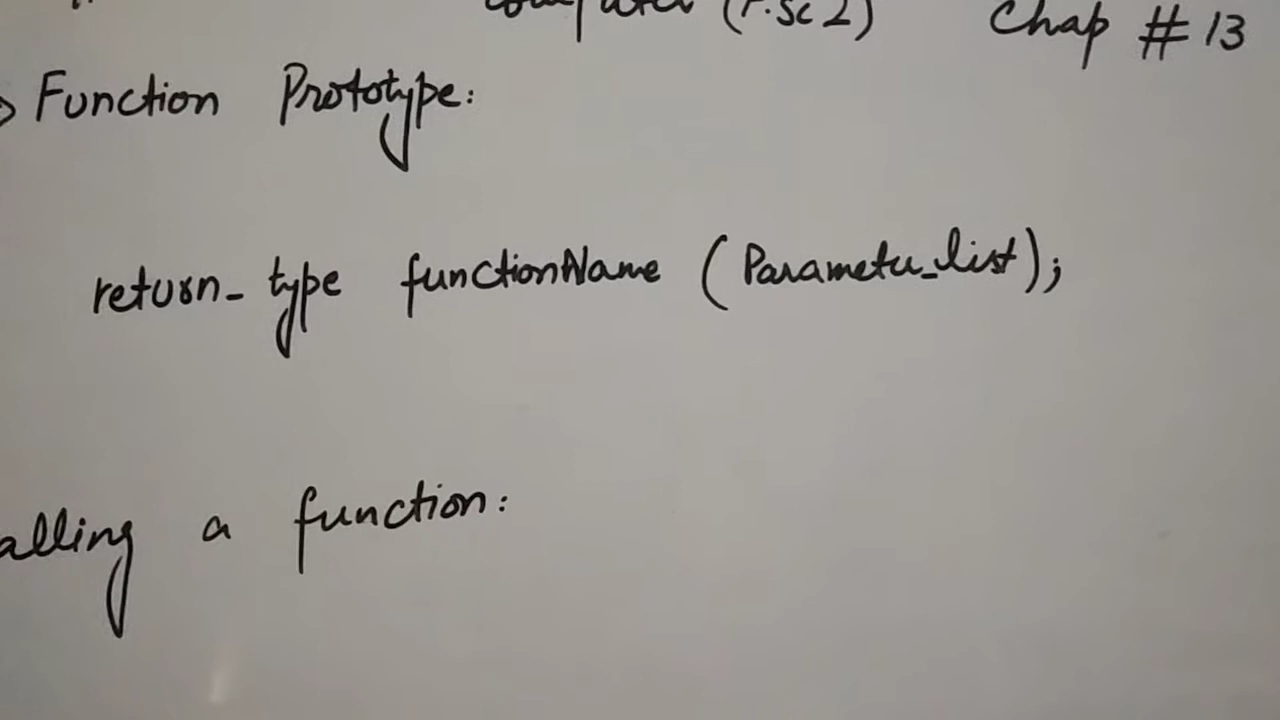 Chap # 13
Function Prototype:
return_type functionName (Parameter_list);
alling a function: